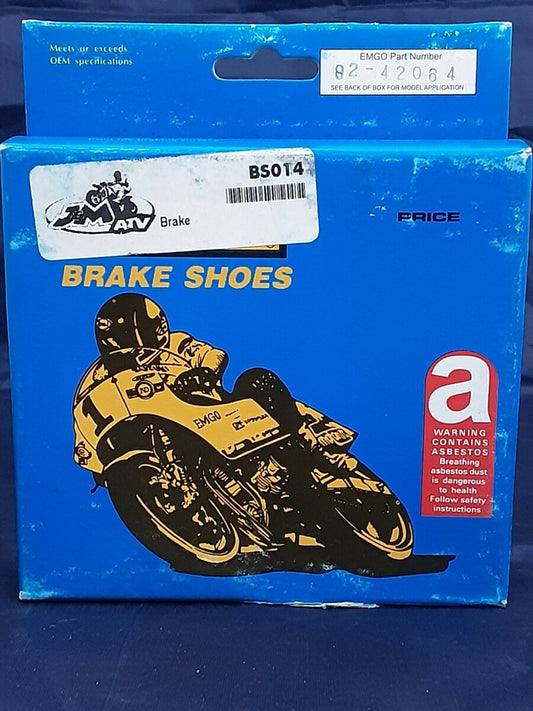 Meets or exceeds
OEM specifications
EMGO Part Number
82-42064
SEE BACK OF BOX FOR MODEL APPLICATION
BS014
ATV
Brake
PRICE
BRAKE SHOES
1
EMGO
a
WARNING
CONTAINS
ASBESTOS
Breathing
asbestos dust
is dangerous
to health
Follow safety
instructions